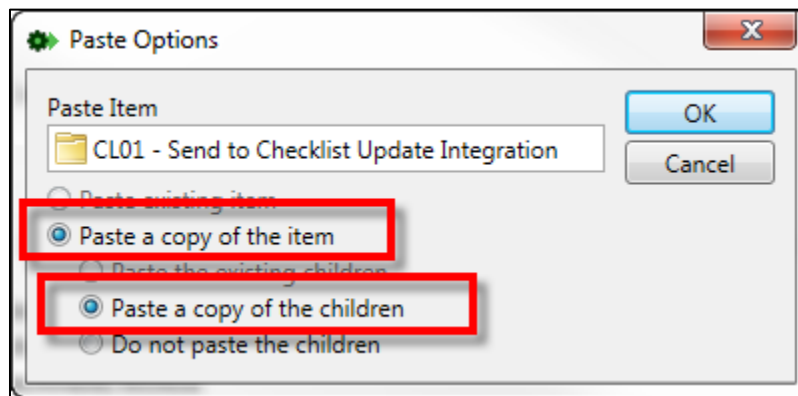 Paste Options
Paste Item
OK
CL01 - Send to Checklist Update Integration
Cancel
Paste existing item
Paste a copy of the item
Paste the existing children
Paste a copy of the children
Do not paste the children